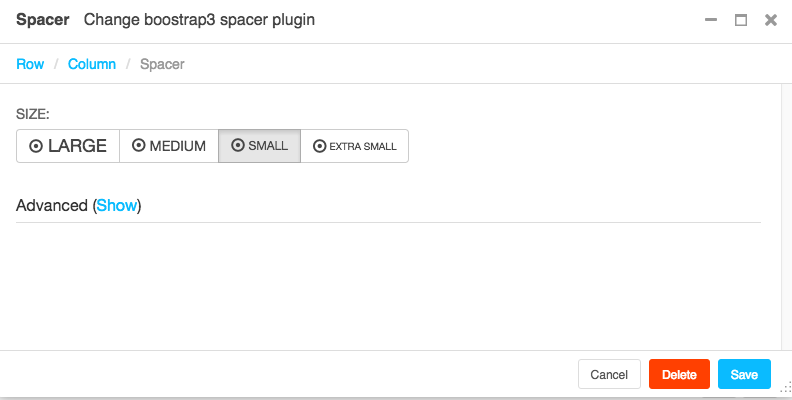 Spacer Change boostrap3 spacer plugin
Row / Column / Spacer
SIZE:
LARGE MEDIUM SMALL EXTRA SMALL
Advanced (Show)
Cancel Delete Save